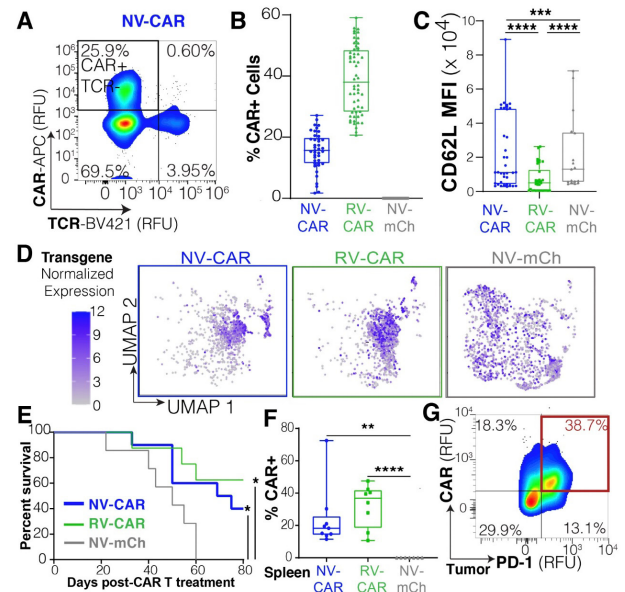 A
NV-CAR
25.9%
0.60%
CAR+
TCR-
69.5%
3.95%
10⁶
10⁵
10⁴
10³
10²
10¹
0
0
10³
10⁴
10⁵
10⁶
CAR-APC (RFU)
TCR-BV421 (RFU)
B
% CAR+ Cells
60
40
20
0
NV-
CAR
RV-
CAR
NV-
mCh
C
CD62L MFI (x 10⁴)
10
8
6
4
2
0
***
****
****
NV-
CAR
RV-
CAR
NV-
mCh
D
Transgene
Normalized
Expression
12
9
6
3
0
NV-CAR
RV-CAR
NV-mCh
UMAP 2
UMAP 1
E
Percent survival
100
80
60
40
20
0
NV-CAR
RV-CAR
NV-mCh
*
*
0
20
40
60
80
Days post-CAR T treatment
F
% CAR+
80
60
40
20
0
**
****
Spleen
NV-
CAR
RV-
CAR
NV-
mCh
G
18.3%
38.7%
29.9%
13.1%
10⁴
10³
0
0
10³
10⁴
CAR (RFU)
Tumor
PD-1 (RFU)